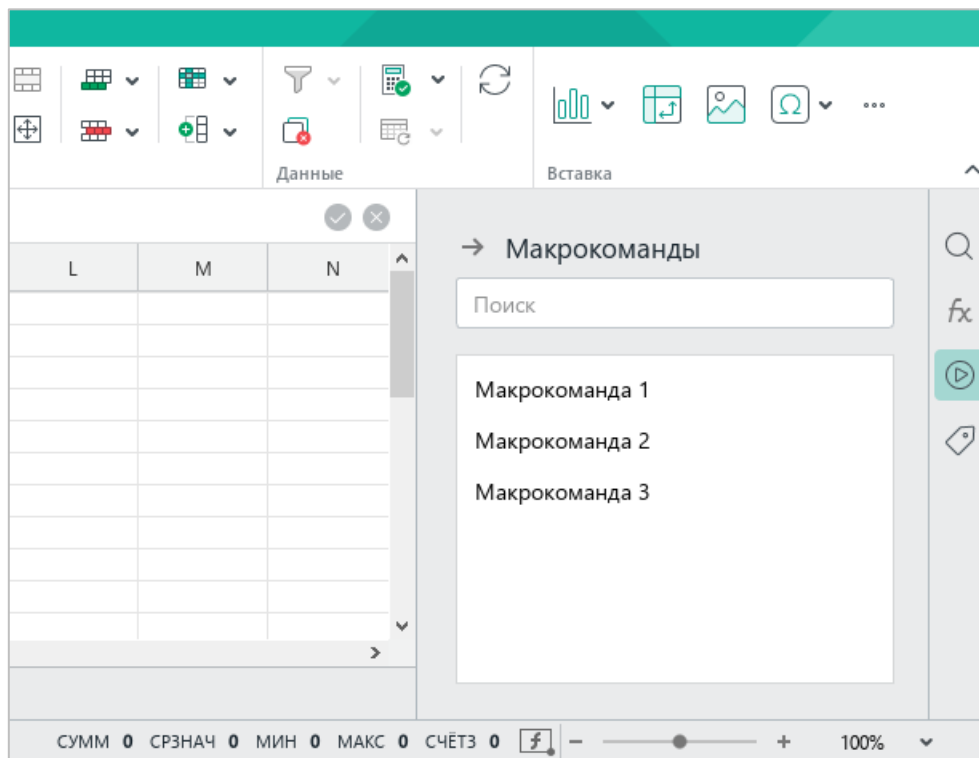 Данные
Вставка
L M N
Макрокоманды
Поиск
Макрокоманда 1
Макрокоманда 2
Макрокоманда 3
СУММ 0 СРЗНАЧ 0 МИН 0 МАКС 0 СЧЁТЗ 0 100%